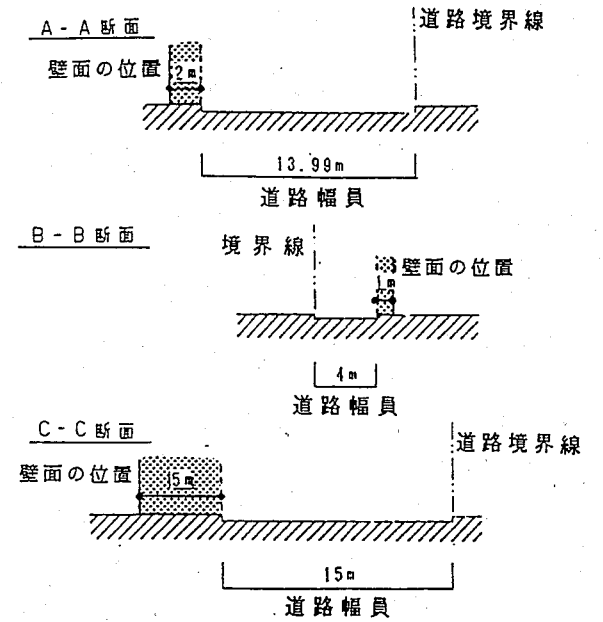 A-A断面
道路境界線
壁面の位置
2m
13.99m
道路幅員
B-B断面
境界線
壁面の位置
1m
4m
道路幅員
C-C断面
道路境界線
壁面の位置
5m
15m
道路幅員